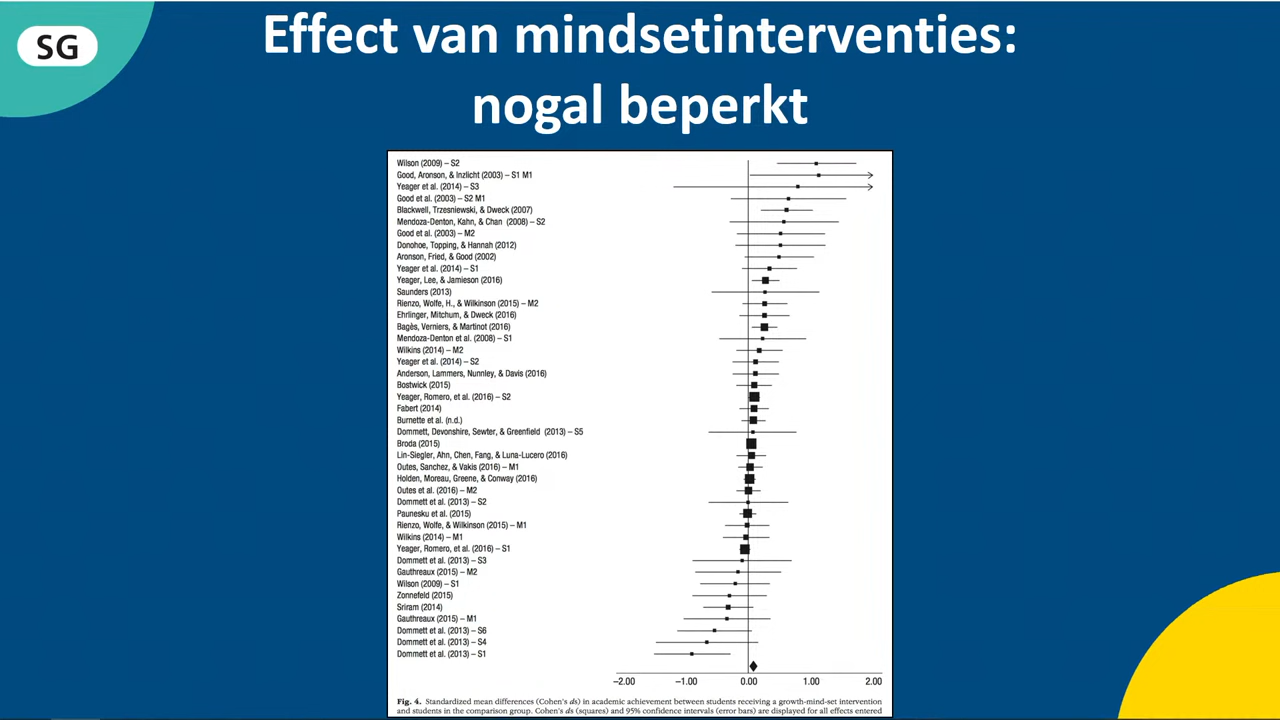 SG
Effect van mindsetinterventies:
nogal beperkt
Wilson (2009) – S2
Good, Aronson, & Inzlicht (2003) – S1 M1
Yeager et al. (2014) – S3
Good et al. (2003) – S2 M1
Blackwell, Trzesniewski, & Dweck (2007)
Mendoza-Denton, Kahn, & Chan (2008) – S2
Good et al. (2003) – M2
Donohoe, Topping, & Hannah (2012)
Aronson, Fried, & Good (2002)
Yeager et al. (2014) – S1
Yeager, Lee, & Jamieson (2016)
Saunders (2013)
Rienzo, Wolfe, H., & Wilkinson (2015) – M2
Ehrlinger, Mitchum, & Dweck (2016)
Bagès, Verniers, & Martinot (2016)
Mendoza-Denton et al. (2008) – S1
Wilkins (2014) – M2
Yeager et al. (2014) – S2
Anderson, Lammers, Nunnley, & Davis (2016)
Bostwick (2015)
Yeager, Romero, et al. (2016) – S2
Fabert (2014)
Burnette et al. (n.d.)
Dommett, Devonshire, Sewter, & Greenfield (2013) – S5
Broda (2015)
Lin-Siegler, Ahn, Chen, Fang, & Luna-Lucero (2016)
Outes, Sanchez, & Vakis (2016) – M1
Holden, Moreau, Greene, & Conway (2016)
Outes et al. (2016) – M2
Dommett et al. (2013) – S2
Paunesku et al. (2015)
Rienzo, Wolfe, & Wilkinson (2015) – M1
Wilkins (2014) – M1
Yeager, Romero, et al. (2016) – S1
Dommett et al. (2013) – S3
Gauthreaux (2015) – M2
Wilson (2009) – S1
Zonnefeld (2015)
Sriram (2014)
Gauthreaux (2015) – M1
Dommett et al. (2013) – S6
Dommett et al. (2013) – S4
Dommett et al. (2013) – S1
–2.00 –1.00 0.00 1.00 2.00
Fig. 4. Standardized mean differences (Cohen's ds) in academic achievement between students receiving a growth-mind-set intervention
and students in the comparison group. Cohen's ds (squares) and 95% confidence intervals (error bars) are displayed for all effects entered